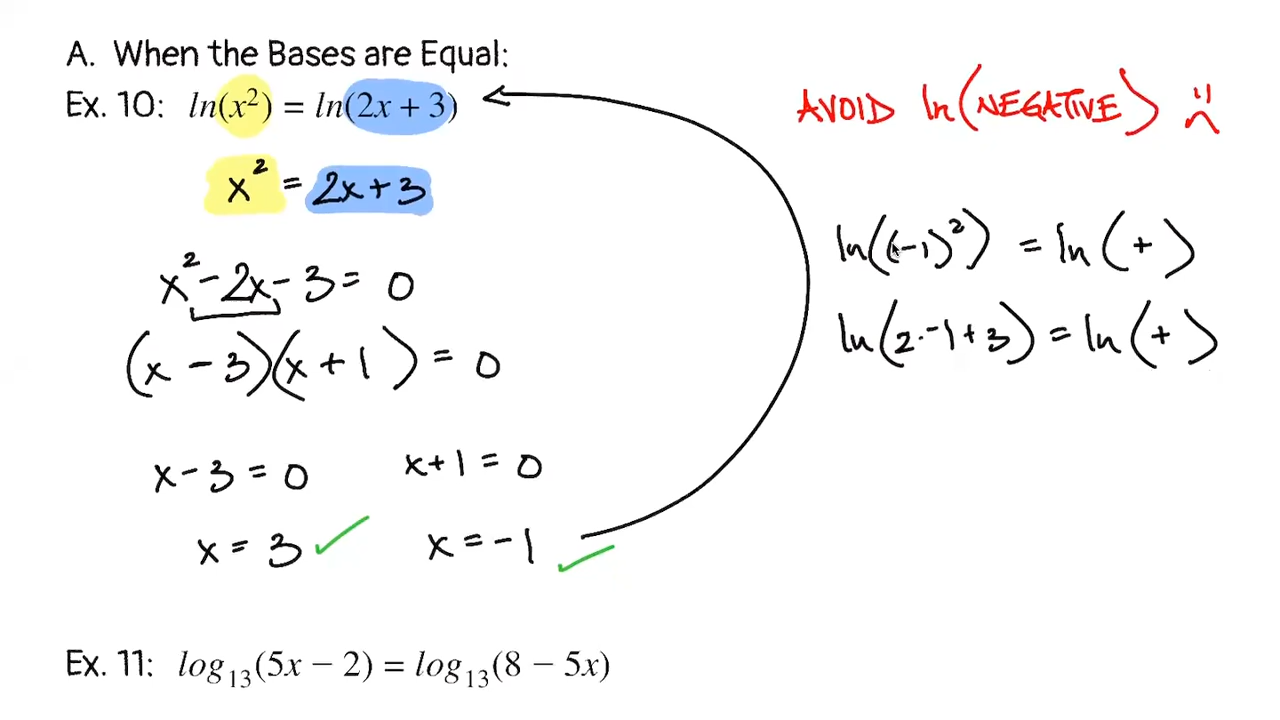 A. When the Bases are Equal:
Ex. 10: ln(x²) = ln(2x + 3)
AVOID ln(NEGATIVE)
x² = 2x+3
x² - 2x - 3 = 0
(x - 3)(x + 1) = 0
x - 3 = 0 x+1 = 0
x = 3 ✓ x = -1 ✓
ln((-1)²) = ln(+)
ln(2·-1+3) = ln(+)
Ex. 11: log₁₃(5x − 2) = log₁₃(8 − 5x)